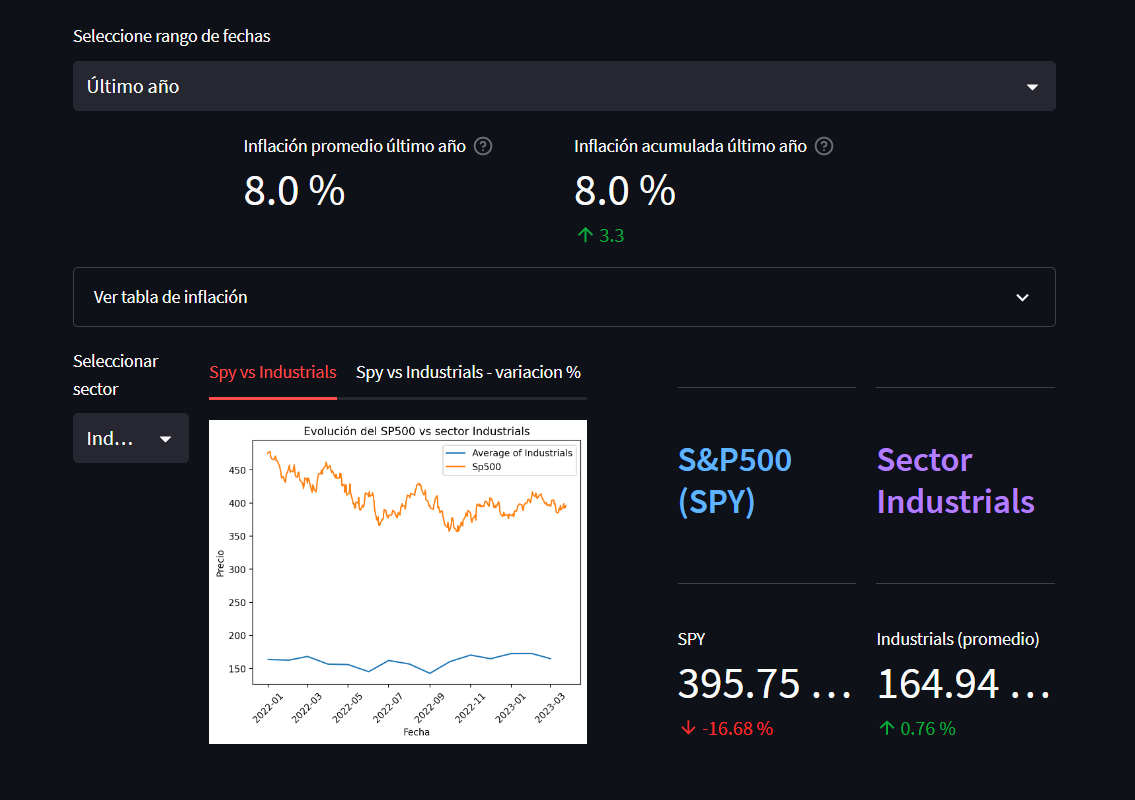 Seleccione rango de fechas
Último año
Inflación promedio último año ?
8.0 %
Inflación acumulada último año ?
8.0 %
↑ 3.3
Ver tabla de inflación
Seleccionar
sector
Ind...
Spy vs Industrials
Spy vs Industrials - variacion %
Evolución del SP500 vs sector Industrials
Average of Industrials
Sp500
Precio
450
400
350
300
250
200
150
2022-01
2022-03
2022-05
2022-07
2022-09
2022-11
2023-01
2023-03
Fecha
S&P500
(SPY)
Sector
Industrials
SPY
395.75 ...
↓ -16.68 %
Industrials (promedio)
164.94 ...
↑ 0.76 %